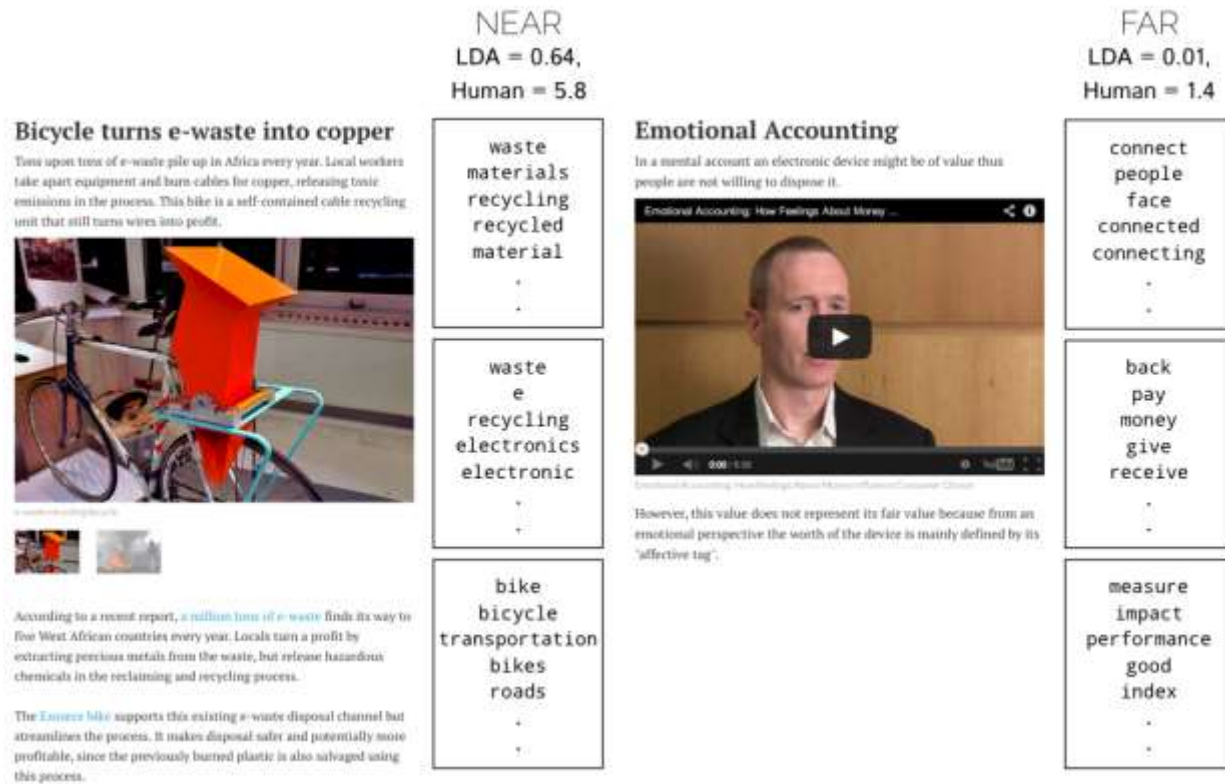 NEAR
LDA = 0.64,
Human = 5.8
Bicycle turns e-waste into copper
Tons upon tons of e-waste pile up in Africa every year. Local workers
take apart equipment and burn cables for copper, releasing toxic
emissions in the process. This bike is a self-contained cable recycling
unit that still turns wires into profit.
According to a recent report, a million tons of e-waste finds its way to
five West African countries every year. Locals turn a profit by
extracting precious metals from the waste, but release hazardous
chemicals in the reclaiming and recycling process.
The bike supports this existing e-waste disposal channel but
streamlines the process. It makes disposal safer and potentially more
profitable, since the previously burned plastic is also salvaged using
this process.
waste
materials
recycling
recycled
material
.
.
waste
e
recycling
electronics
electronic
.
.
bike
bicycle
transportation
bikes
roads
.
.
FAR
LDA = 0.01,
Human = 1.4
Emotional Accounting
In a mental account an electronic device might be of value thus
people are not willing to dispose it.
Emotional Accounting: How Feelings About Money ...
However, this value does not represent its fair value because from an
emotional perspective the worth of the device is mainly defined by its
"affective tag".
connect
people
face
connected
connecting
.
.
back
pay
money
give
receive
.
.
measure
impact
performance
good
index
.
.